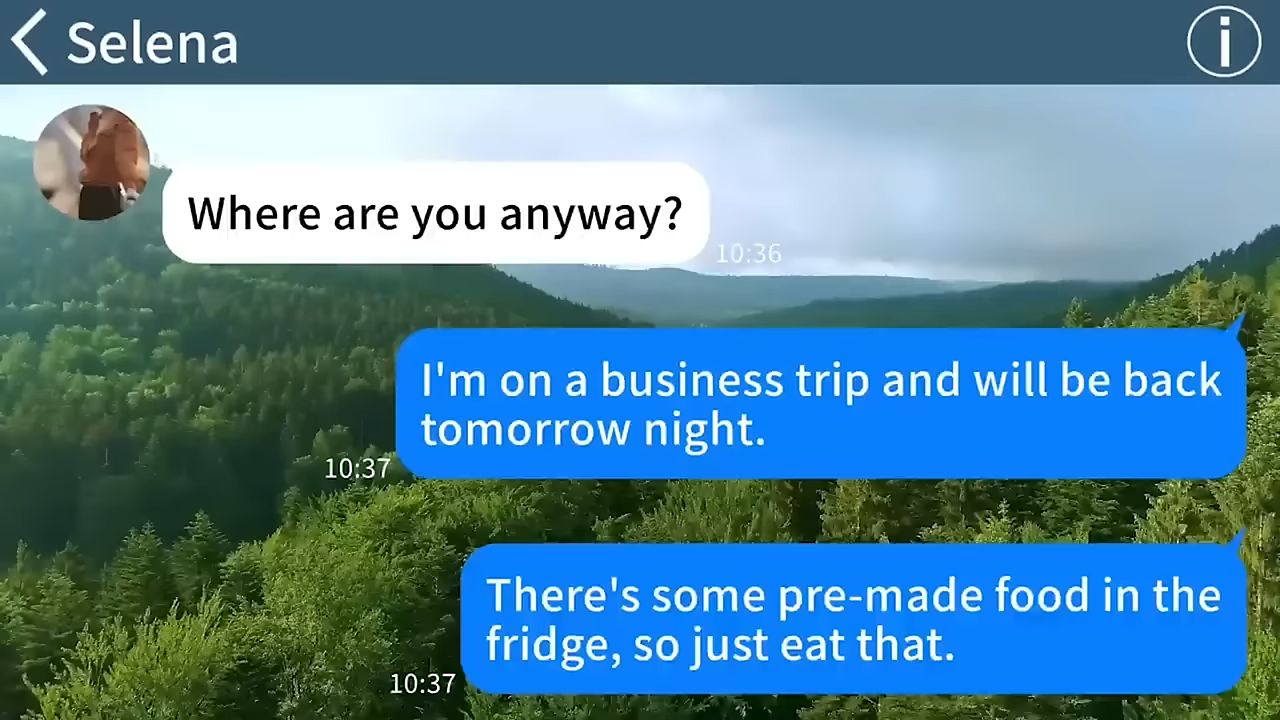 Selena
Where are you anyway?
10:36
I'm on a business trip and will be back
tomorrow night.
10:37
There's some pre-made food in the
fridge, so just eat that.
10:37